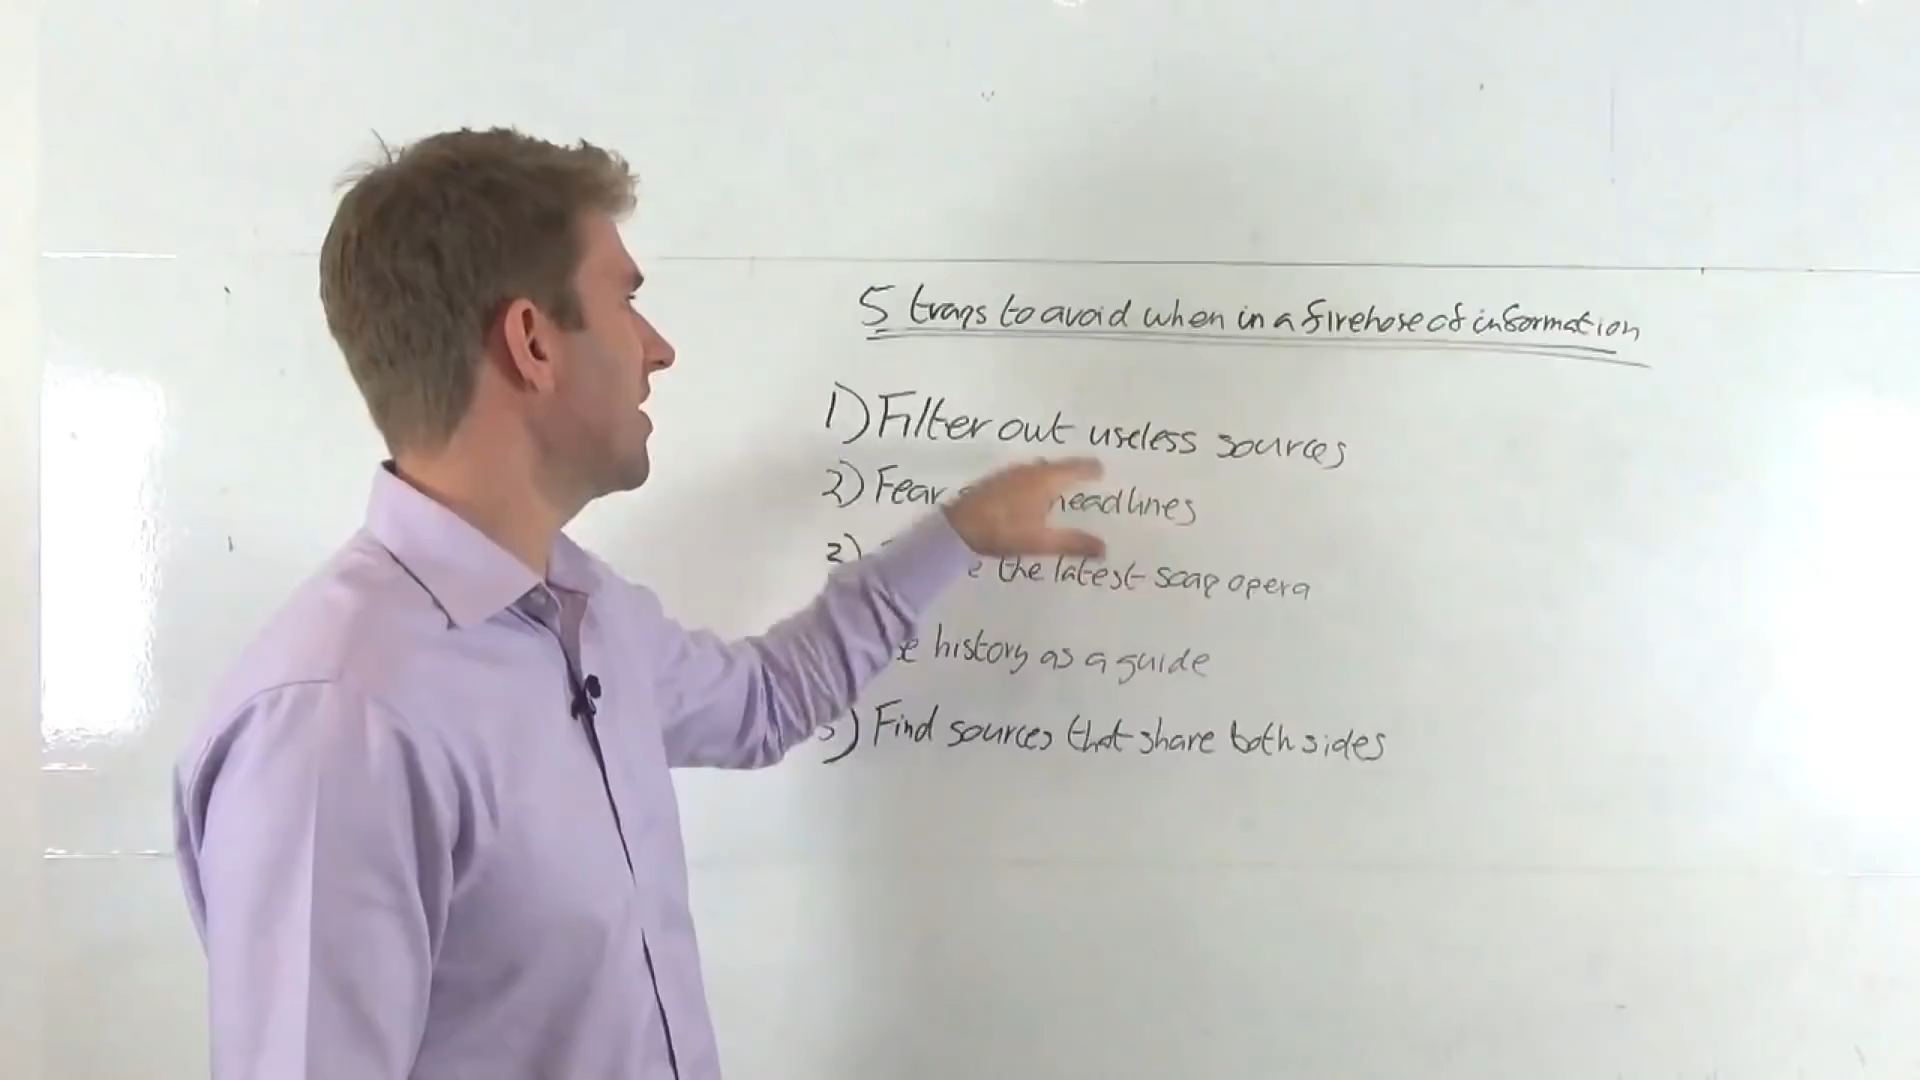 5 traps to avoid when in a firehose of information
1) Filter out useless sources
2) Fear headlines
the latest soap opera
history as a guide
) Find sources that share both sides